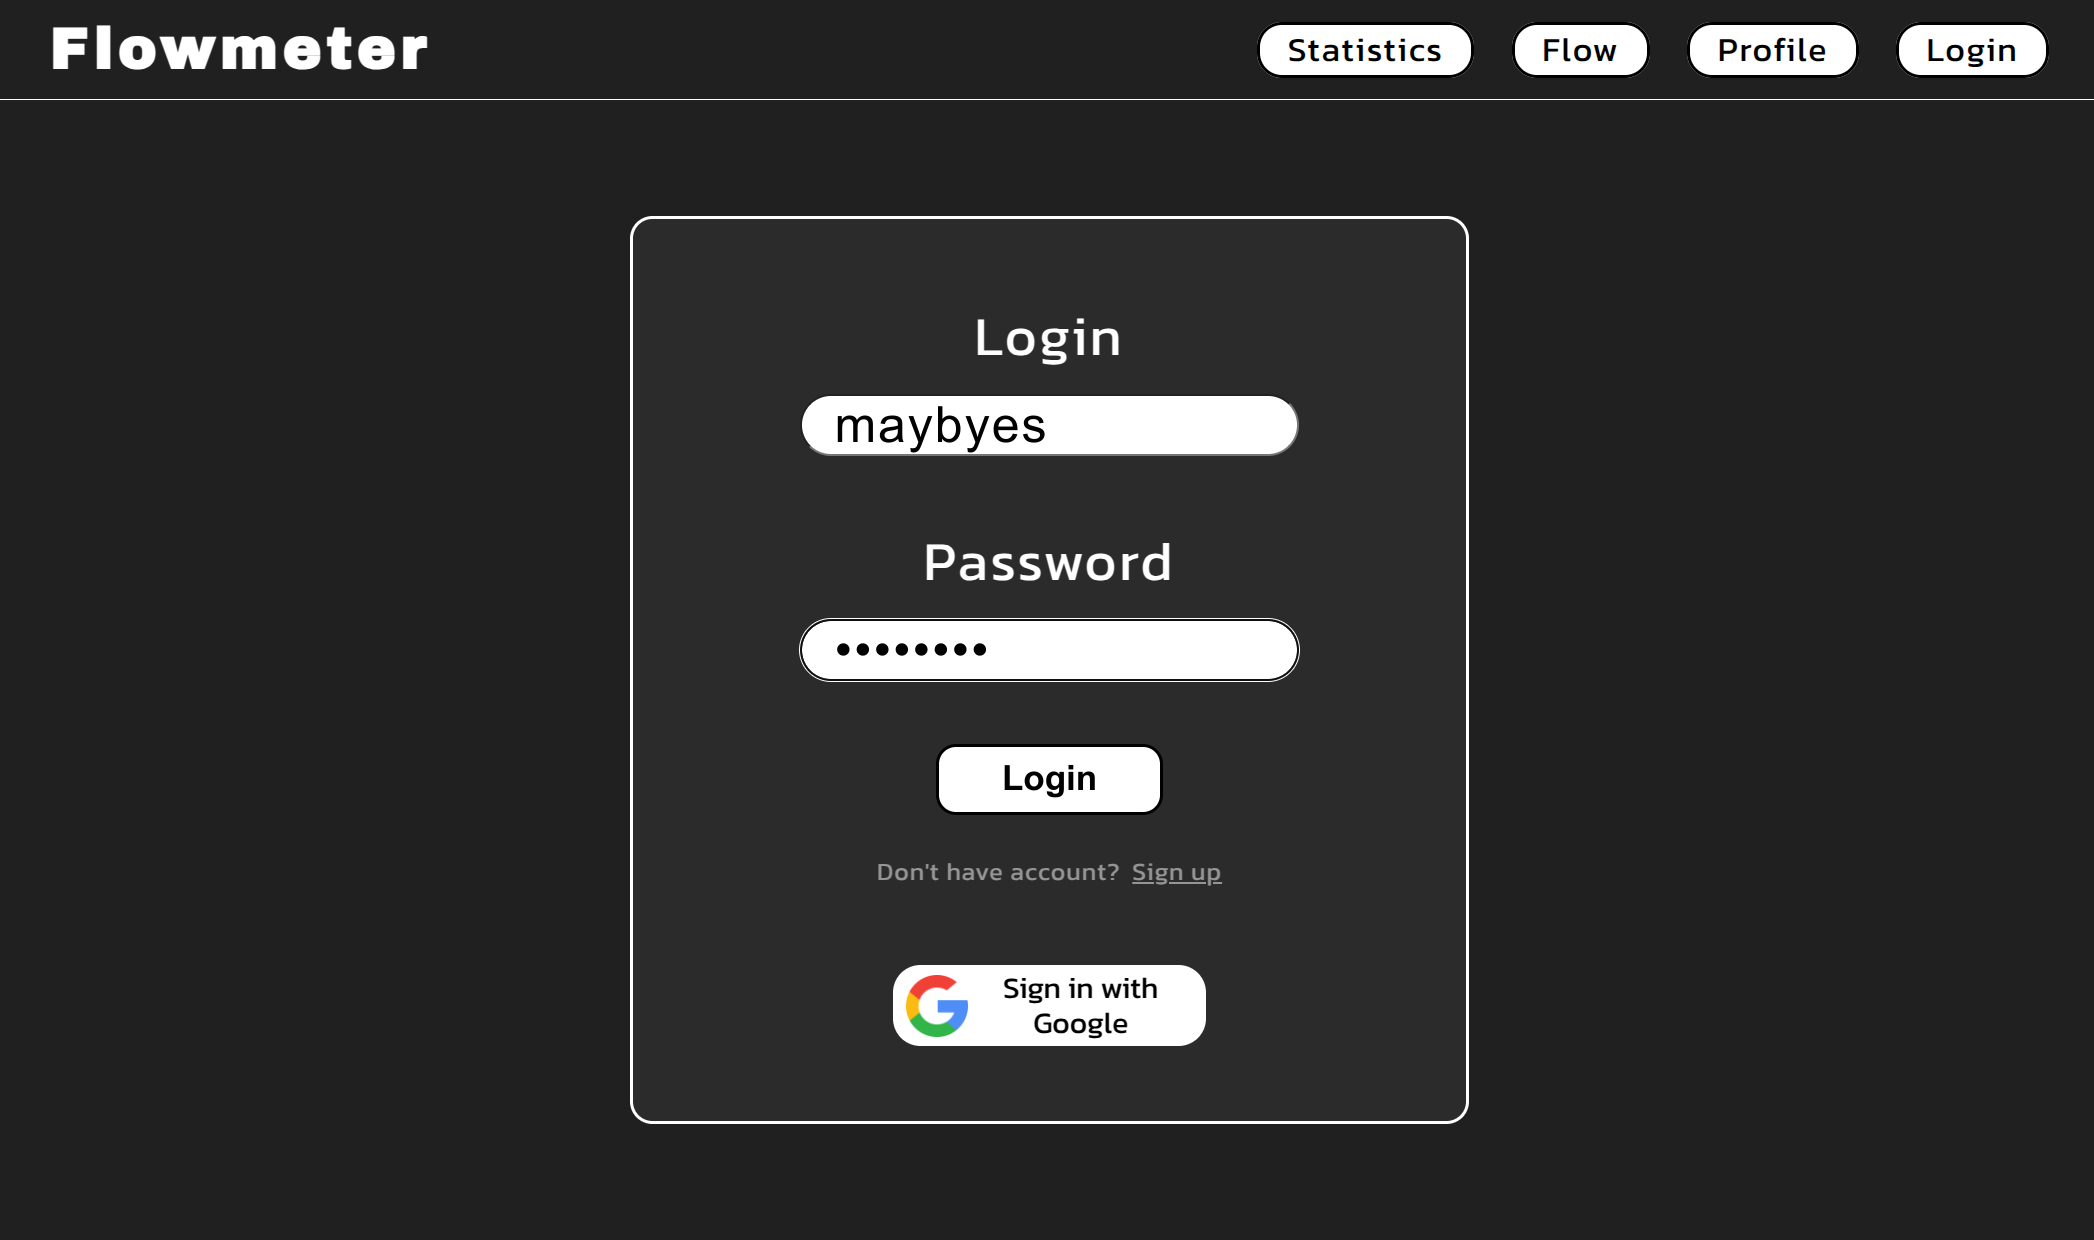 Flowmeter
Statistics Flow Profile Login
Login
maybyes
Password
••••••••
Login
Don't have account? Sign up
Sign in with
Google